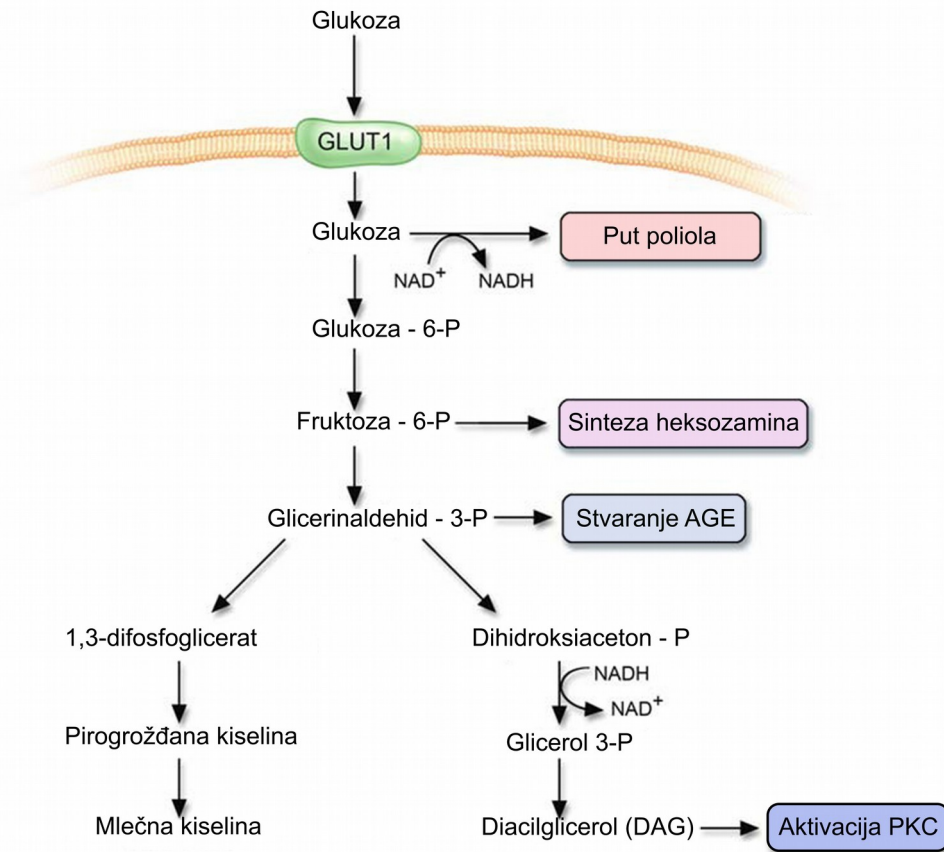 Glukoza
GLUT1
Glukoza
Put poliola
NAD+
NADH
Glukoza - 6-P
Fruktoza - 6-P
Sinteza heksozamina
Glicerinaldehid - 3-P
Stvaranje AGE
1,3-difosfoglicerat
Dihidroksiaceton - P
NADH
NAD+
Pirogrožđana kiselina
Glicerol 3-P
Mlečna kiselina
Diacilglicerol (DAG)
Aktivacija PKC